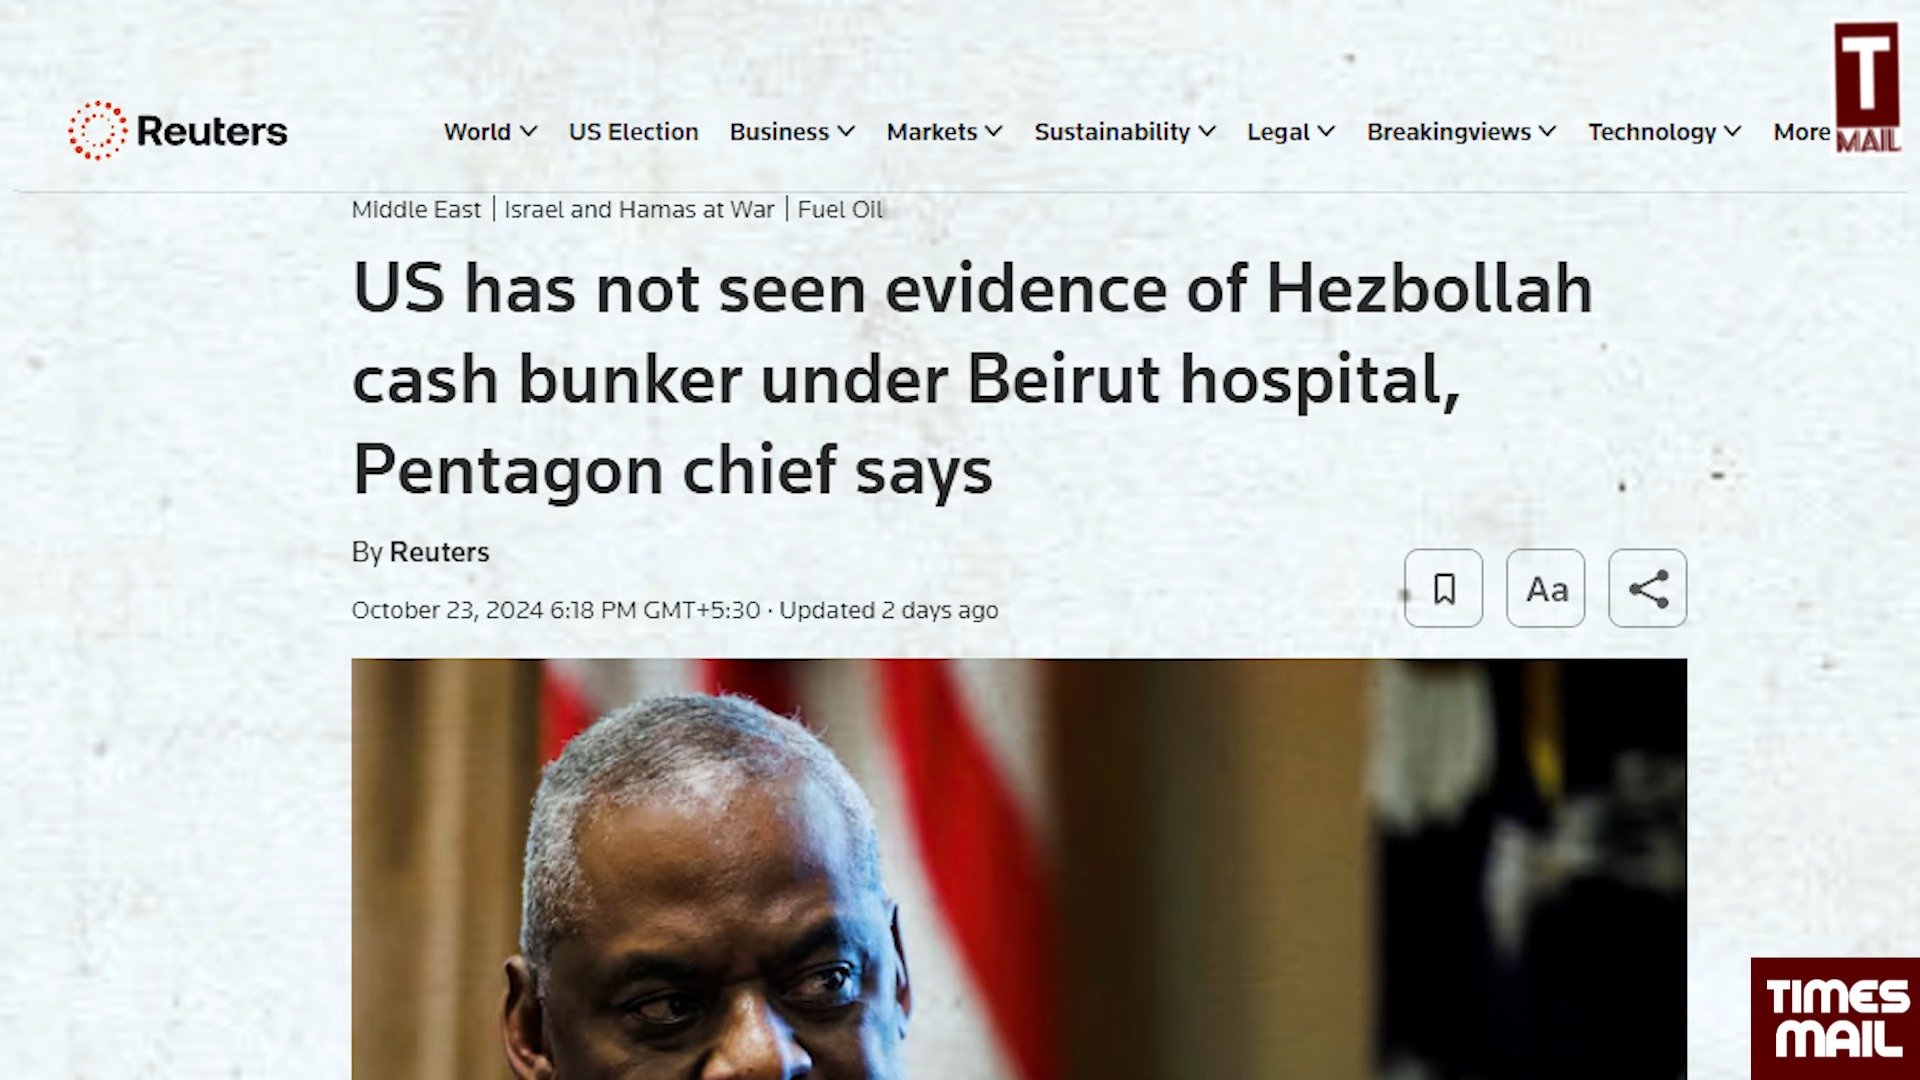 T
MAIL
Reuters
World US Election Business Markets Sustainability Legal Breakingviews Technology More
Middle East | Israel and Hamas at War | Fuel Oil
US has not seen evidence of Hezbollah
cash bunker under Beirut hospital,
Pentagon chief says
By Reuters
October 23, 2024 6:18 PM GMT+5:30 · Updated 2 days ago
Aa
TIMES
MAIL